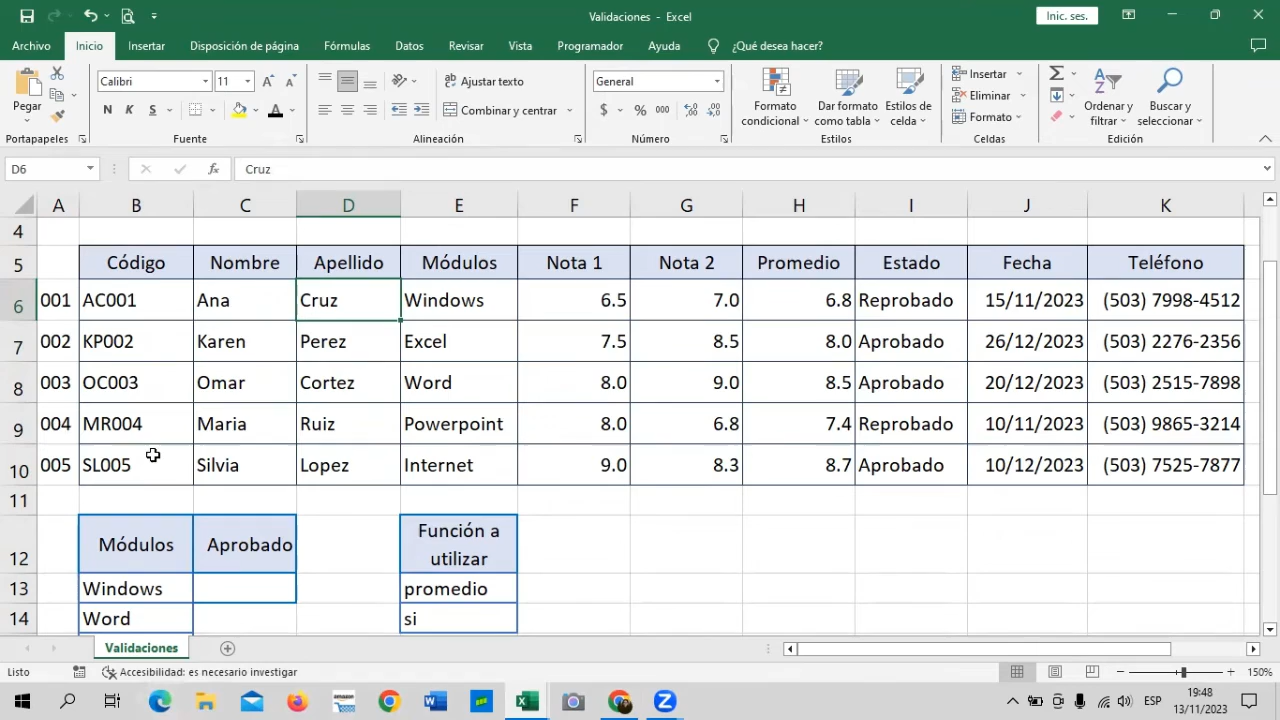 Validaciones - Excel
Inic. ses.
Archivo Inicio Insertar Disposición de página Fórmulas Datos Revisar Vista Programador Ayuda ¿Qué desea hacer?
Pegar
Calibri 11
N K S
Ajustar texto
Combinar y centrar
General
$ % 000
Formato condicional
Dar formato como tabla
Estilos de celda
Insertar
Eliminar
Formato
Ordenar y filtrar
Buscar y seleccionar
Portapapeles Fuente Alineación Número Estilos Celdas Edición
D6 fx Cruz
A B C D E F G H I J K
4
5 Código Nombre Apellido Módulos Nota 1 Nota 2 Promedio Estado Fecha Teléfono
6 001 AC001 Ana Cruz Windows 6.5 7.0 6.8 Reprobado 15/11/2023 (503) 7998-4512
7 002 KP002 Karen Perez Excel 7.5 8.5 8.0 Aprobado 26/12/2023 (503) 2276-2356
8 003 OC003 Omar Cortez Word 8.0 9.0 8.5 Aprobado 20/12/2023 (503) 2515-7898
9 004 MR004 Maria Ruiz Powerpoint 8.0 6.8 7.4 Reprobado 10/11/2023 (503) 9865-3214
10 005 SL005 Silvia Lopez Internet 9.0 8.3 8.7 Aprobado 10/12/2023 (503) 7525-7877
11
12 Módulos Aprobado Función a utilizar
13 Windows promedio
14 Word si
Validaciones
Listo Accesibilidad: es necesario investigar 150%
ESP 19:48
13/11/2023